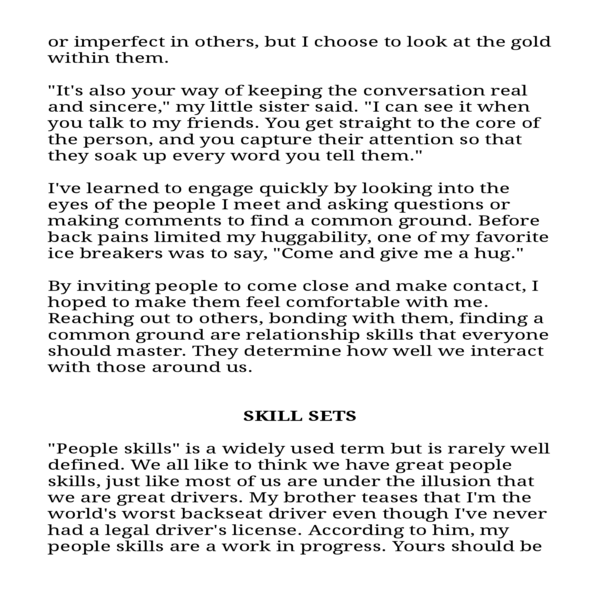 or imperfect in others, but I choose to look at the gold
within them.
"It's also your way of keeping the conversation real
and sincere," my little sister said. "I can see it when
you talk to my friends. You get straight to the core of
the person, and you capture their attention so that
they soak up every word you tell them."
I've learned to engage quickly by looking into the
eyes of the people I meet and asking questions or
making comments to find a common ground. Before
back pains limited my huggability, one of my favorite
ice breakers was to say, "Come and give me a hug."
By inviting people to come close and make contact, I
hoped to make them feel comfortable with me.
Reaching out to others, bonding with them, finding a
common ground are relationship skills that everyone
should master. They determine how well we interact
with those around us.
SKILL SETS
"People skills" is a widely used term but is rarely well
defined. We all like to think we have great people
skills, just like most of us are under the illusion that
we are great drivers. My brother teases that I'm the
world's worst backseat driver even though I've never
had a legal driver's license. According to him, my
people skills are a work in progress. Yours should be